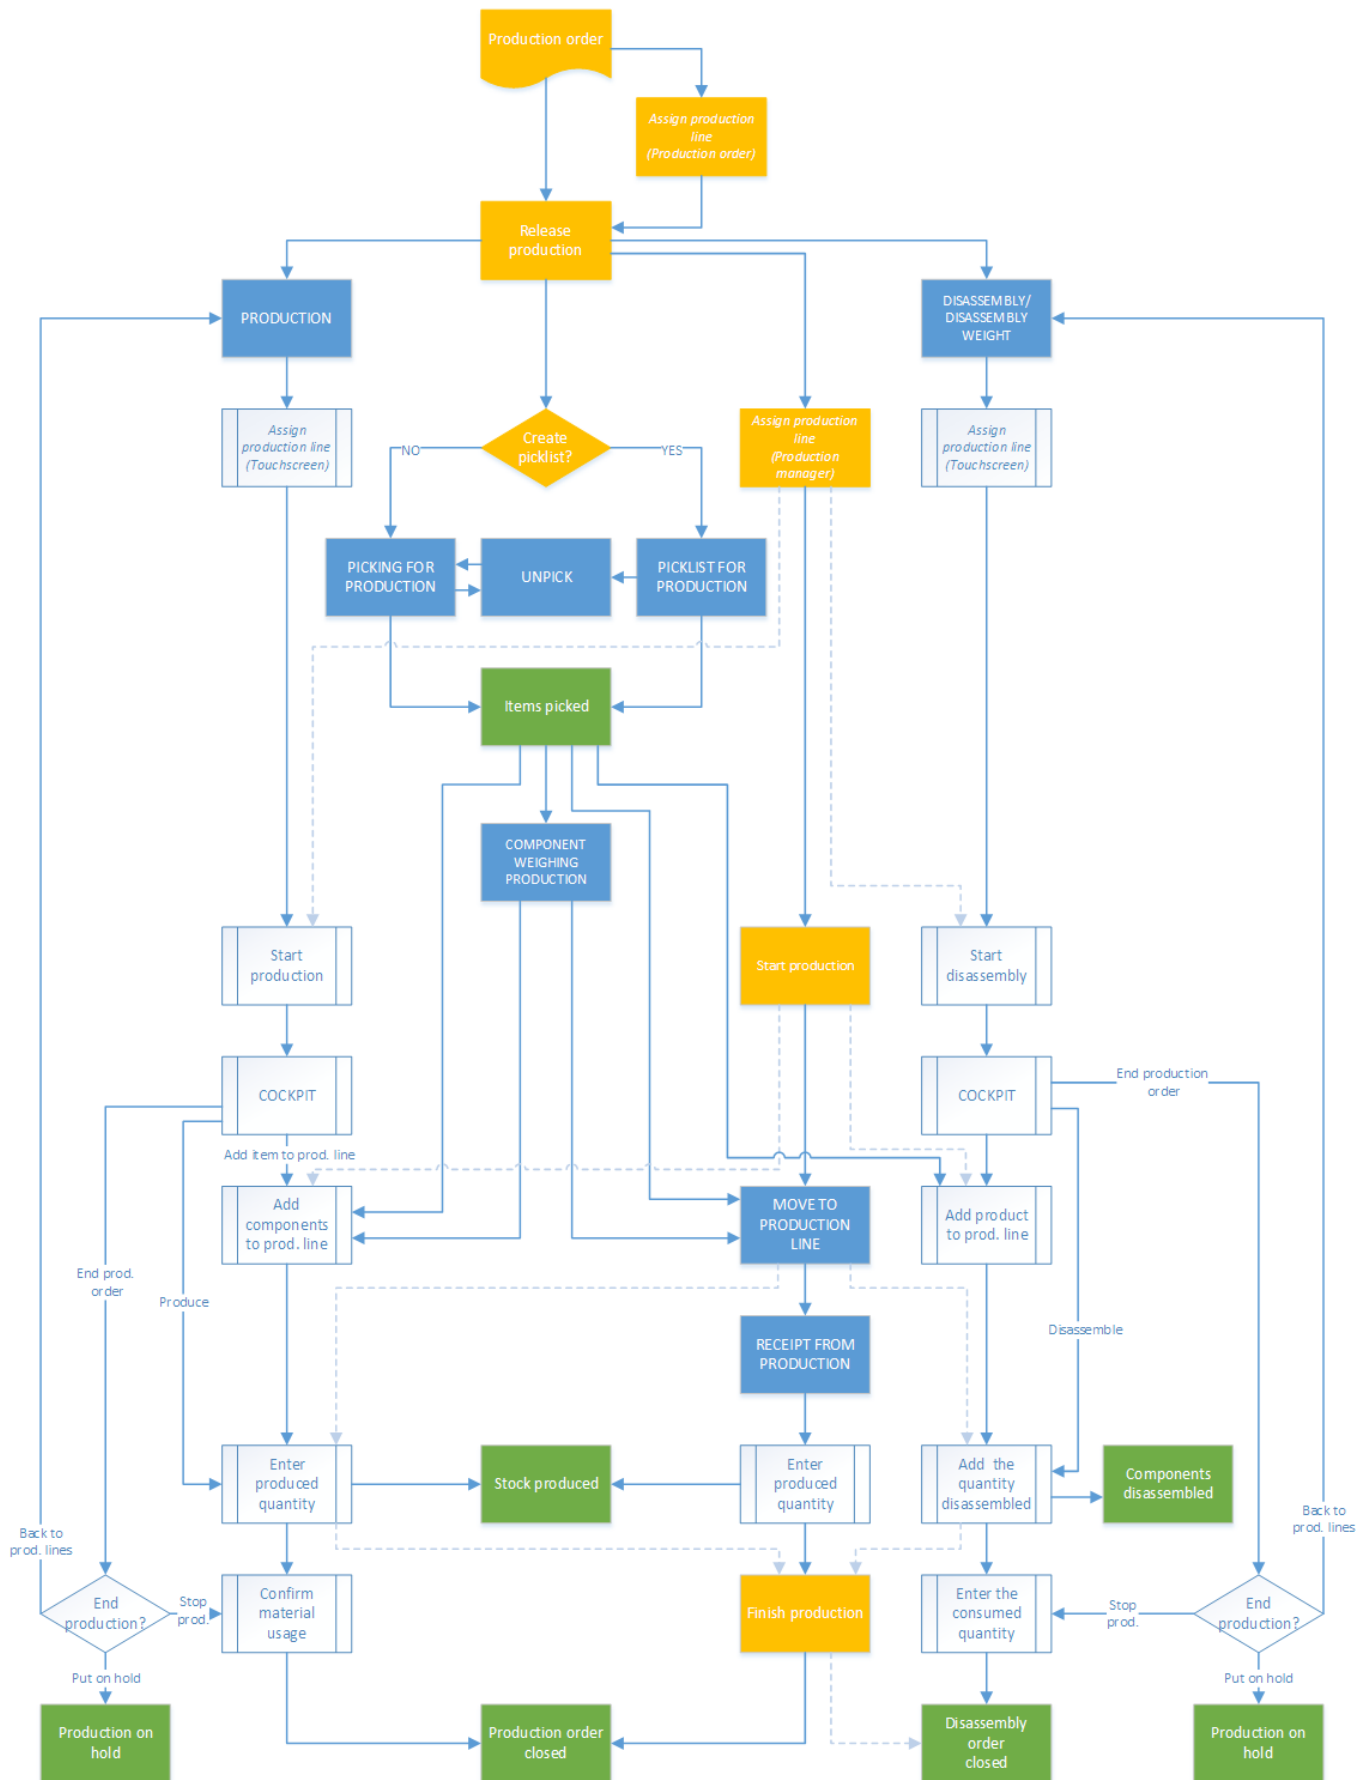 Production order
Assign production
line
(Production order)
Release
production
PRODUCTION
DISASSEMBLY/
DISASSEMBLY
WEIGHT
Assign
production line
(Touchscreen)
Create
picklist?
NO
YES
Assign production
line
(Production
manager)
Assign
production line
(Touchscreen)
PICKING FOR
PRODUCTION
UNPICK
PICKLIST FOR
PRODUCTION
Items picked
COMPONENT
WEIGHING
PRODUCTION
Start
production
Start production
Start
disassembly
COCKPIT
COCKPIT
End production
order
Add item to prod. line
Add
components
to prod. line
MOVE TO
PRODUCTION
LINE
Add product
to prod. line
End prod.
order
Produce
RECEIPT FROM
PRODUCTION
Disassemble
Enter
produced
quantity
Stock produced
Enter
produced
quantity
Add the
quantity
disassembled
Components
disassembled
Back to
prod. lines
Back to
prod. lines
End
production?
Stop
prod.
Confirm
material
usage
Finish production
Enter the
consumed
quantity
Stop
prod.
End
production?
Put on hold
Put on hold
Production on
hold
Production order
closed
Disassembly
order
closed
Production on
hold